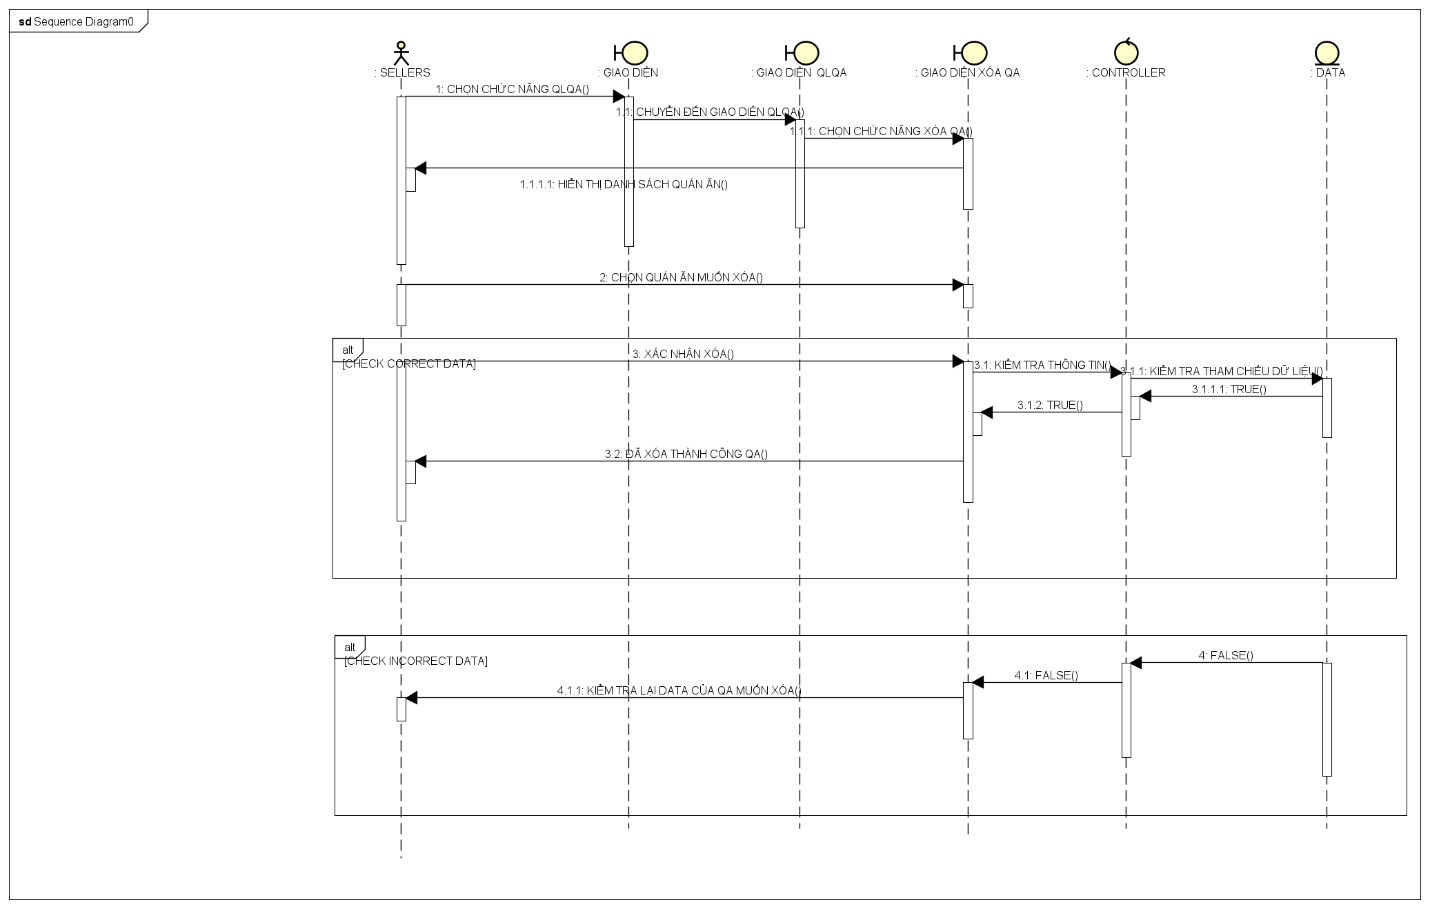 sd Sequence Diagram0
: SELLERS
: GIAO DIỆN
: GIAO DIỆN QLQA
: GIAO DIỆN XÓA QA
: CONTROLLER
: DATA
1: CHỌN CHỨC NĂNG QLQA()
1.1: CHUYỂN ĐẾN GIAO DIỆN QLQA()
1.1.1: CHỌN CHỨC NĂNG XÓA QA()
1.1.1.1: HIỂN THỊ DANH SÁCH QUÁN ĂN()
2: CHỌN QUÁN ĂN MUỐN XÓA()
alt
[CHECK CORRECT DATA]
3: XÁC NHẬN XÓA()
3.1: KIỂM TRA THÔNG TIN()
3.1.1: KIỂM TRA THAM CHIẾU DỮ LIỆU()
3.1.1.1: TRUE()
3.1.2: TRUE()
3.2: ĐÃ XÓA THÀNH CÔNG QA()
alt
[CHECK INCORRECT DATA]
4: FALSE()
4.1: FALSE()
4.1.1: KIỂM TRA LẠI DATA CỦA QA MUỐN XÓA()